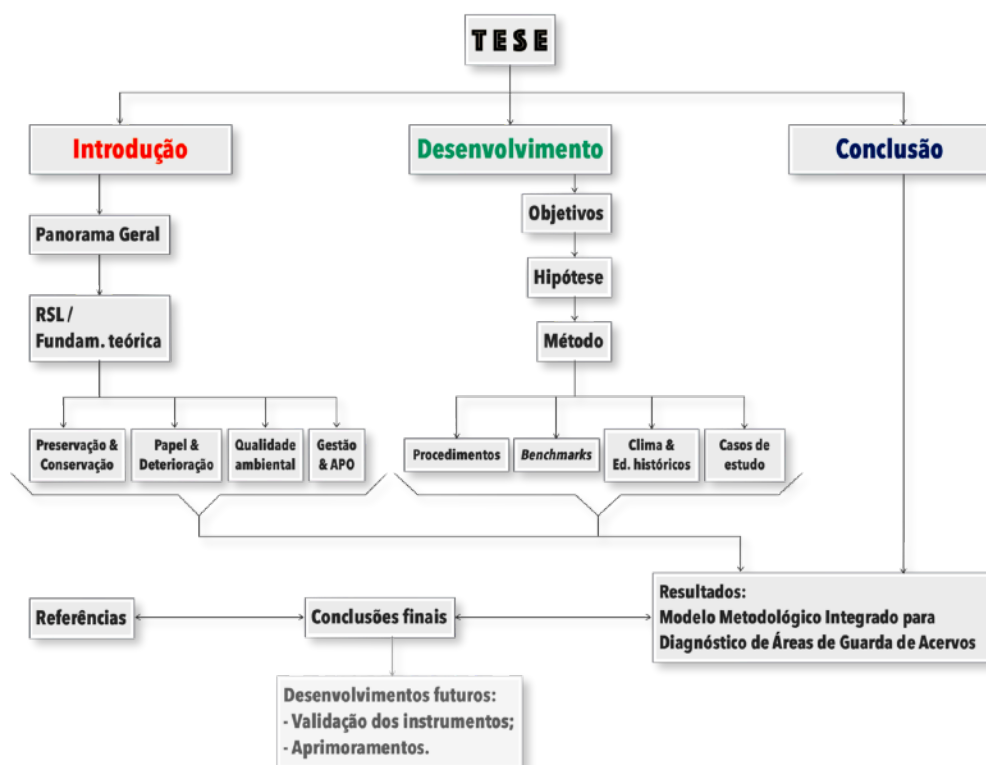 TESE
Introdução
Desenvolvimento
Conclusão
Panorama Geral
RSL /
Fundam. teórica
Objetivos
Hipótese
Método
Preservação &
Conservação
Papel &
Deterioração
Qualidade
ambiental
Gestão
& APO
Procedimentos
Benchmarks
Clima &
Ed. históricos
Casos de
estudo
Referências
Conclusões finais
Resultados:
Modelo Metodológico Integrado para
Diagnóstico de Áreas de Guarda de Acervos
Desenvolvimentos futuros:
- Validação dos instrumentos;
- Aprimoramentos.